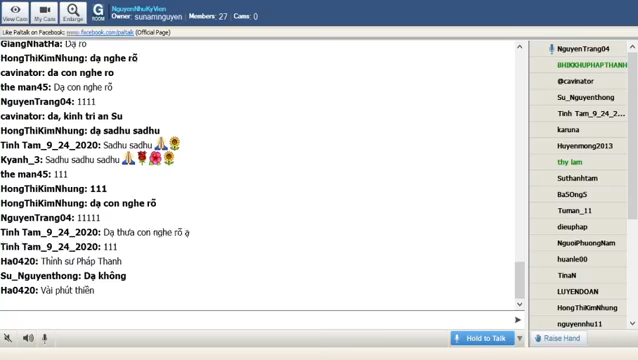 NguyenNhuKyVien
Owner: sunamnguyen | Members: 27 | Cams: 0
View Cam
My Cam
Enlarge
G
ROOM
Like Paltalk on Facebook: www.facebook.com/paltalk (Official Page)
GiangNhatHa: Dạ rõ
HongThiKimNhung: dạ nghe rõ
cavinator: da con nghe ro
the man45: Dạ con nghe rõ
NguyenTrang04: 1111
cavinator: da, kinh tri an Su
HongThiKimNhung: dạ sadhu sadhu
Tinh Tam_9_24_2020: Sadhu sadhu 🙏🌻
Kyanh_3: Sadhu sadhu sadhu 🙏🌹🌺🌻
the man45: 111
HongThiKimNhung: 111
HongThiKimNhung: dạ con nghe rõ
NguyenTrang04: 11111
Tinh Tam_9_24_2020: Dạ thưa con nghe rõ ạ
Tinh Tam_9_24_2020: 111
Ha0420: Thỉnh sư Pháp Thanh
Su_Nguyenthong: Dạ không
Ha0420: Vài phút thiền
Hold to Talk
NguyenTrang04
BHIKKHUPHAPTHANH
@cavinator
Su_Nguyenthong
Tinh Tam_9_24_2...
karuna
Huyenmong2013
thy lam
Suthanhtam
Ba5Ong5
Tuman_11
dieuphap
NguoiPhuongNam
huanle00
TinaN
LUYENDOAN
HongThiKimNhung
nguyennhu11
Raise Hand